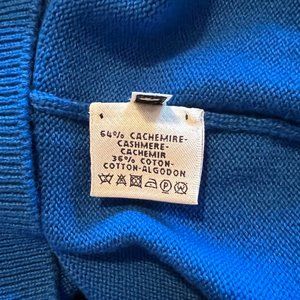 64% CACHEMIRE-
CASHMERE-
CACHEMIR
36% COTON-
COTTON-ALGODON